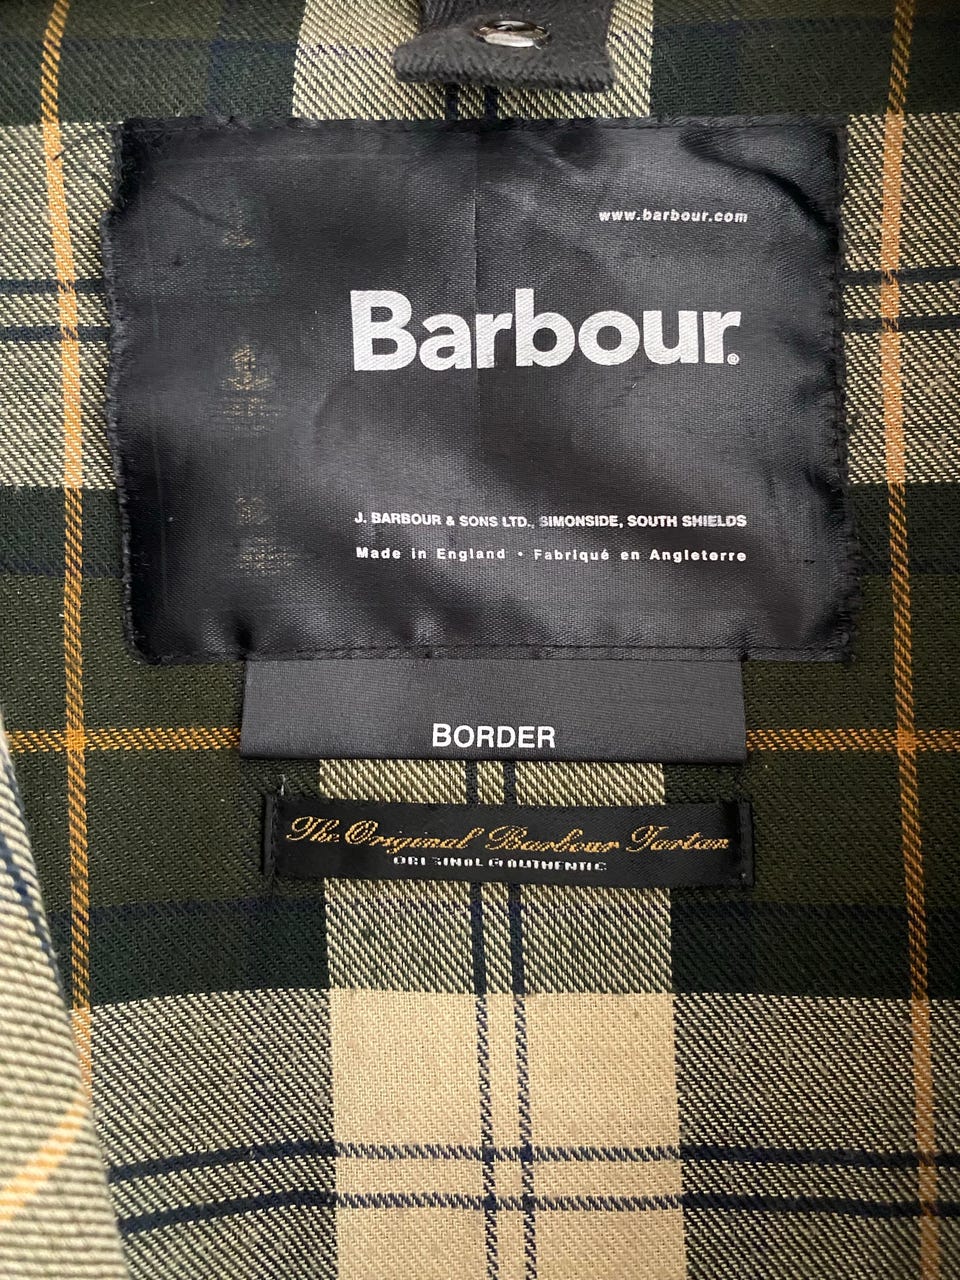 www.barbour.com
Barbour®
J. BARBOUR & SONS LTD., SIMONSIDE, SOUTH SHIELDS
Made in England • Fabriqué en Angleterre
BORDER
The Original Barbour Tartan
ORIGINAL & AUTHENTIC